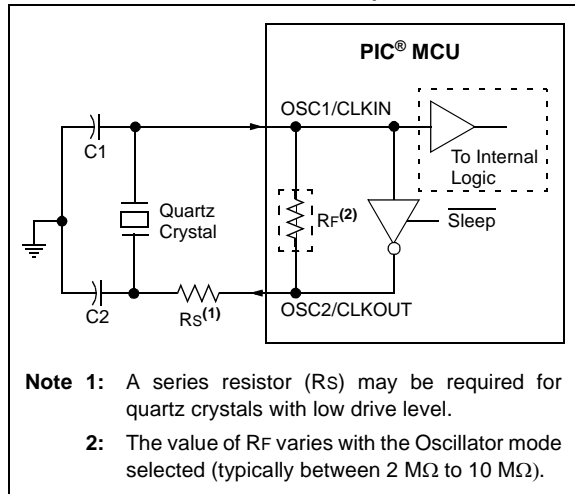 PIC® MCU
OSC1/CLKIN
C1
To Internal
Logic
Quartz
Crystal
RF(2)
Sleep
C2
RS(1)
OSC2/CLKOUT
Note 1: A series resistor (RS) may be required for
quartz crystals with low drive level.
2: The value of RF varies with the Oscillator mode
selected (typically between 2 MΩ to 10 MΩ).